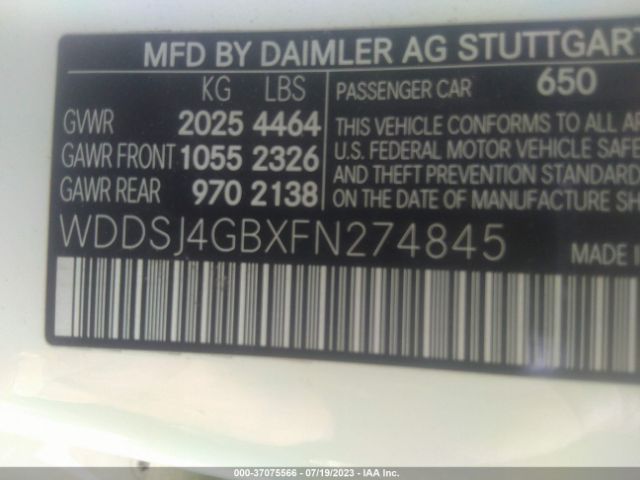 MFD BY DAIMLER AG STUTTGART
KG LBS
PASSENGER CAR 650
GVWR 2025 4464
GAWR FRONT 1055 2326
GAWR REAR 970 2138
THIS VEHICLE CONFORMS TO ALL
U.S. FEDERAL MOTOR VEHICLE
AND THEFT PREVENTION STANDARDS
ON THE DATE OF MANUFACTURE
WDDSJ4GBXFN274845
MADE
000-37075566 - 07/19/2023 - IAA Inc.